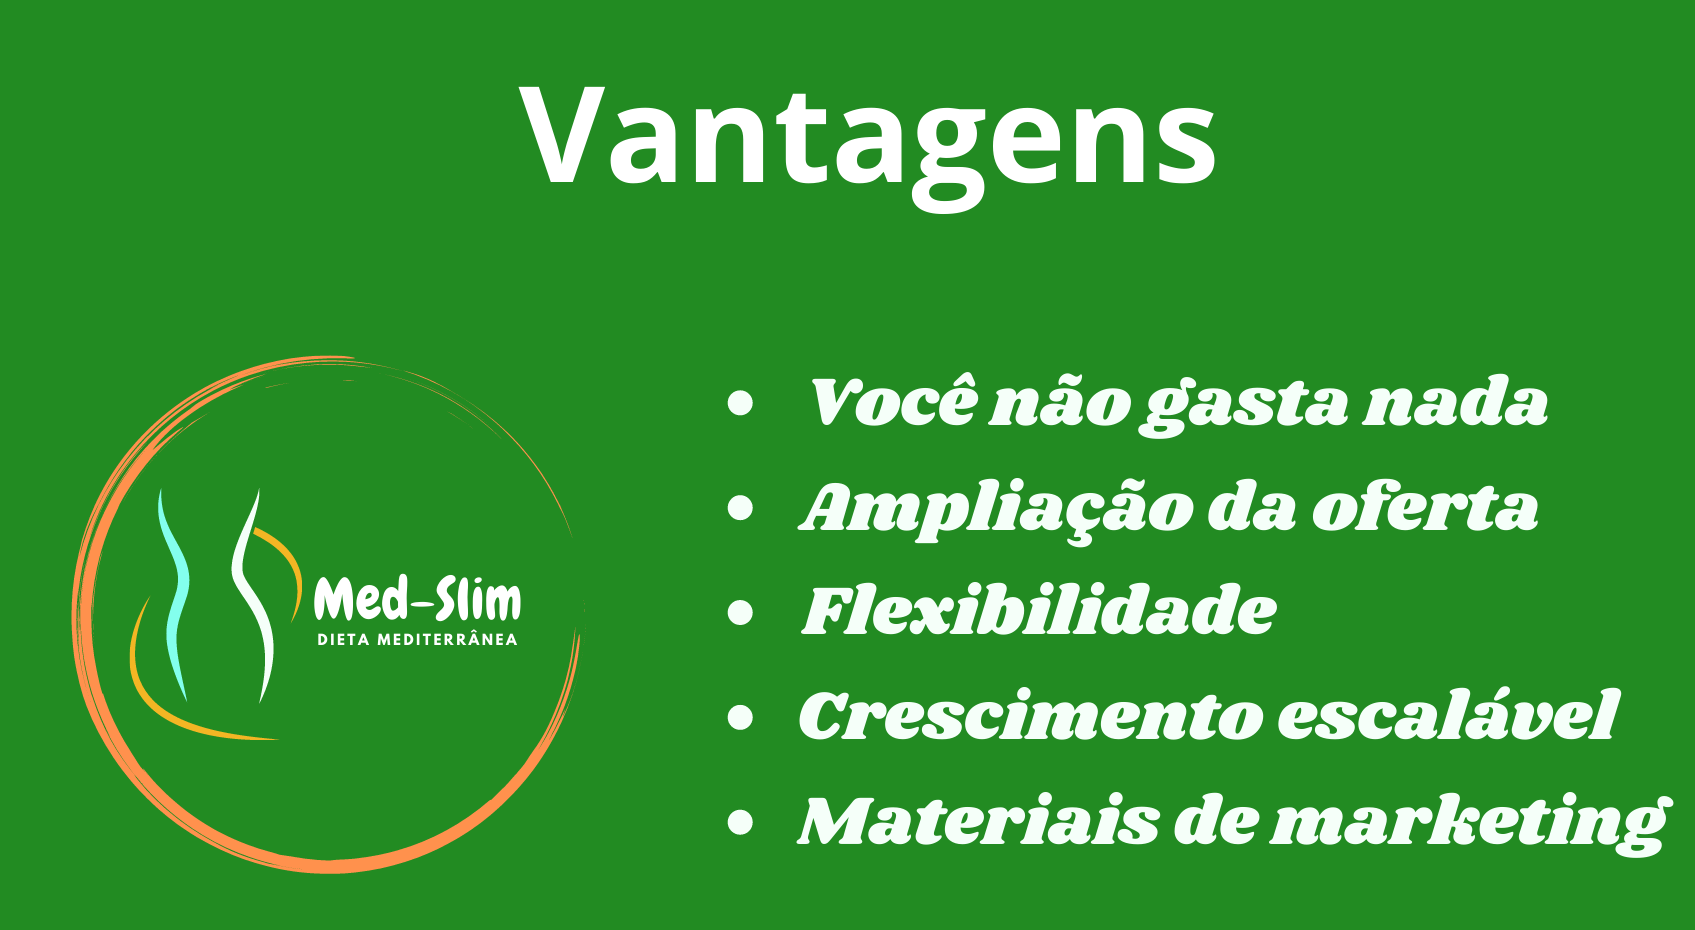 Vantagens
Med-Slim
DIETA MEDITERRÂNEA
Você não gasta nada
Ampliação da oferta
Flexibilidade
Crescimento escalável
Materiais de marketing